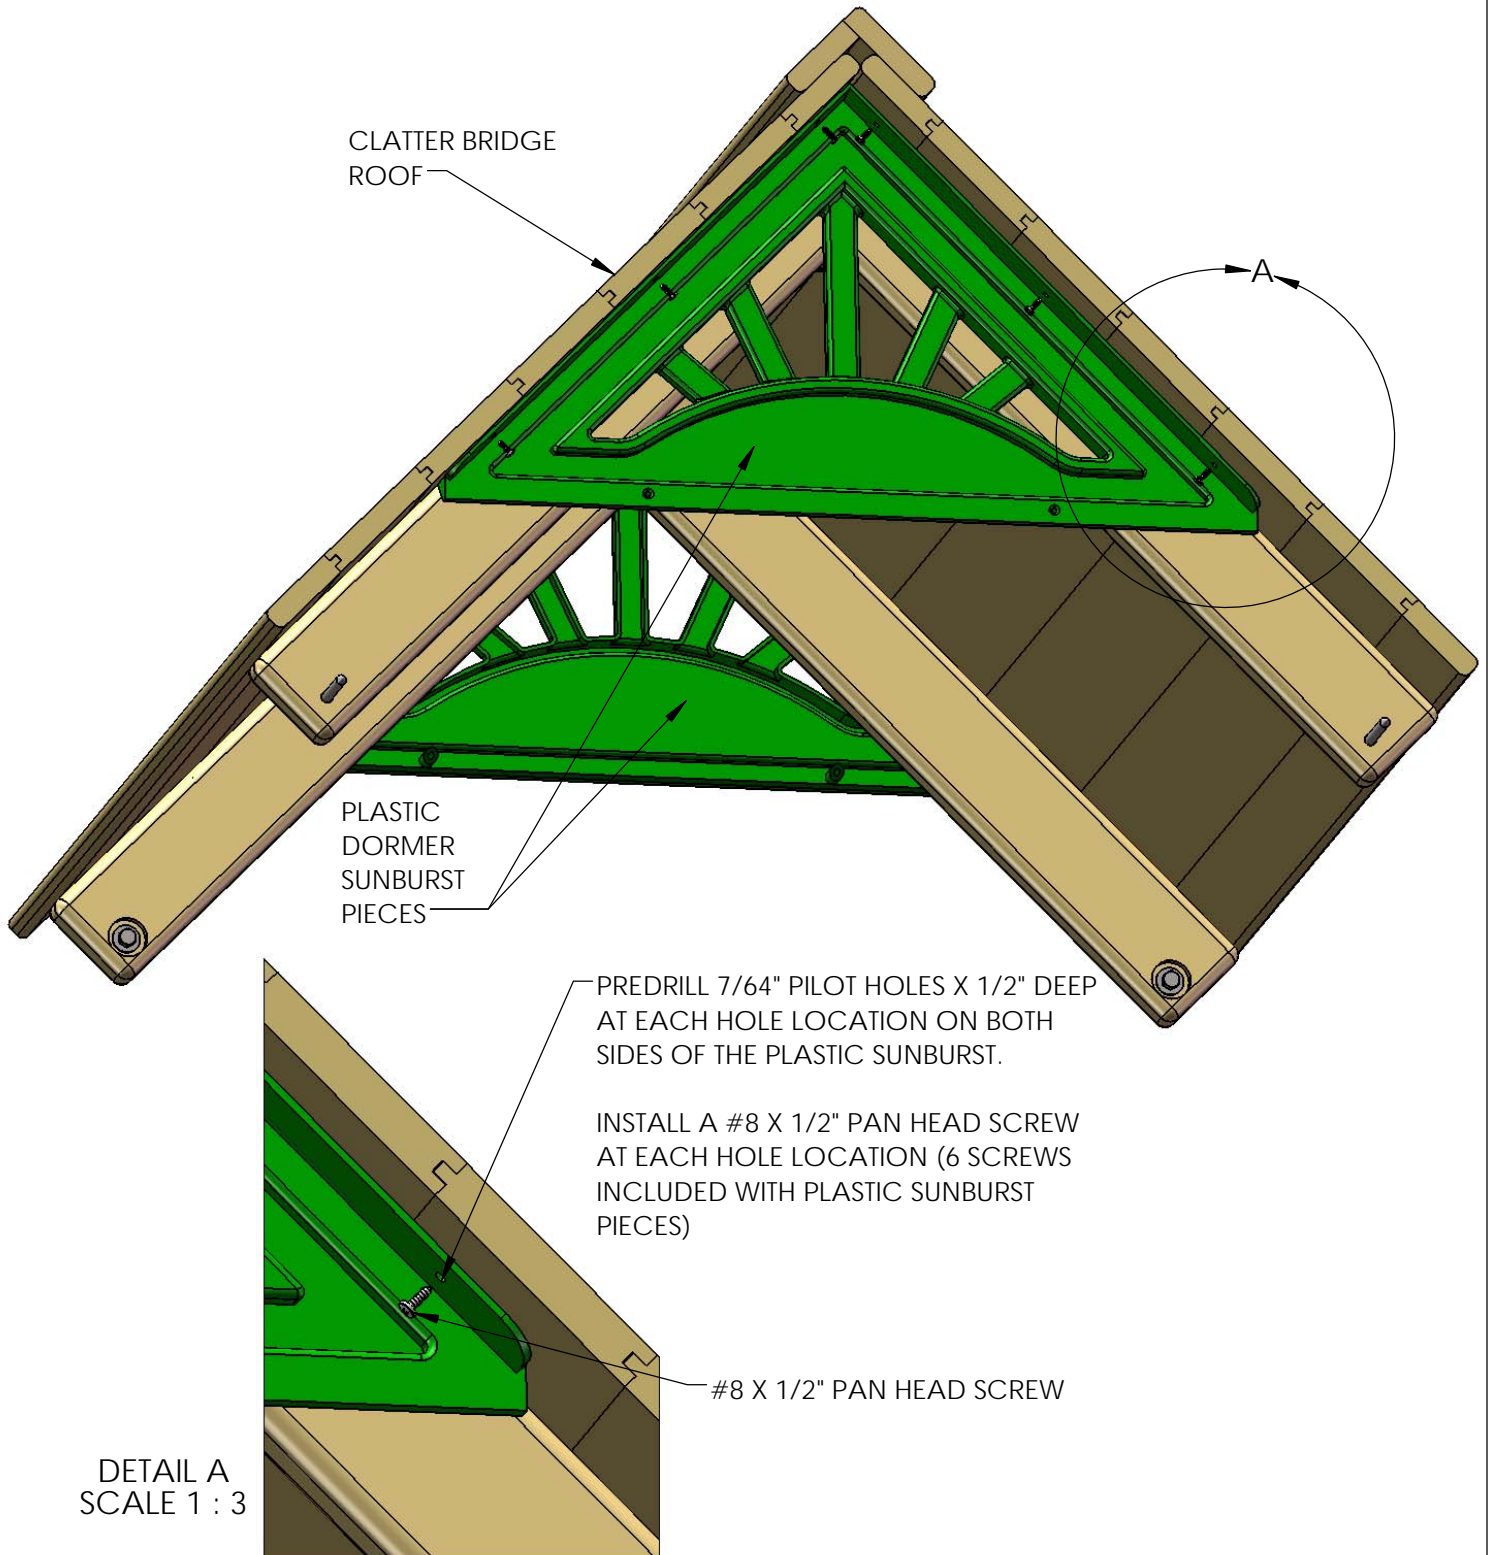 CLATTER BRIDGE
ROOF
A
PLASTIC
DORMER
SUNBURST
PIECES
PREDRILL 7/64" PILOT HOLES X 1/2" DEEP
AT EACH HOLE LOCATION ON BOTH
SIDES OF THE PLASTIC SUNBURST.
INSTALL A #8 X 1/2" PAN HEAD SCREW
AT EACH HOLE LOCATION (6 SCREWS
INCLUDED WITH PLASTIC SUNBURST
PIECES)
#8 X 1/2" PAN HEAD SCREW
DETAIL A
SCALE 1 : 3